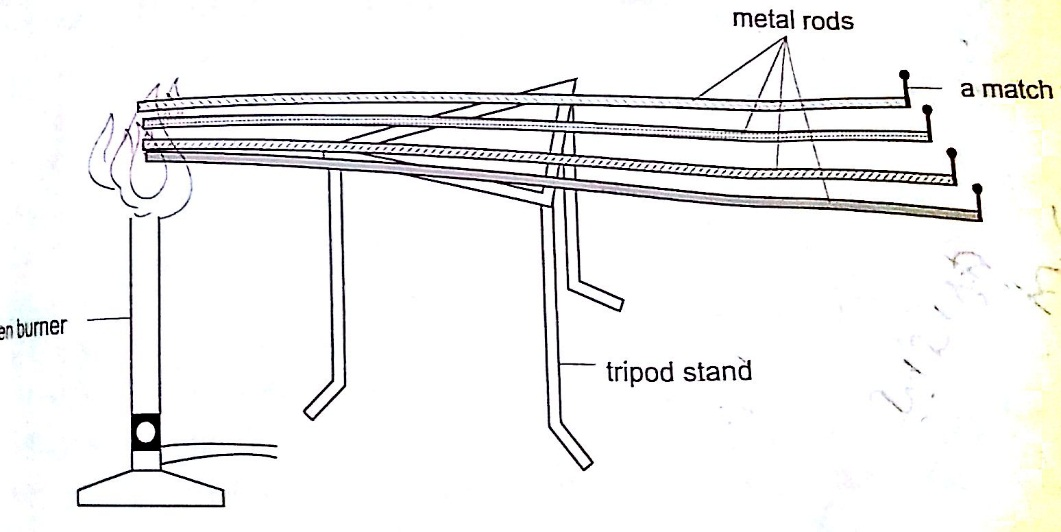 metal rods
a match
en burner
tripod stand